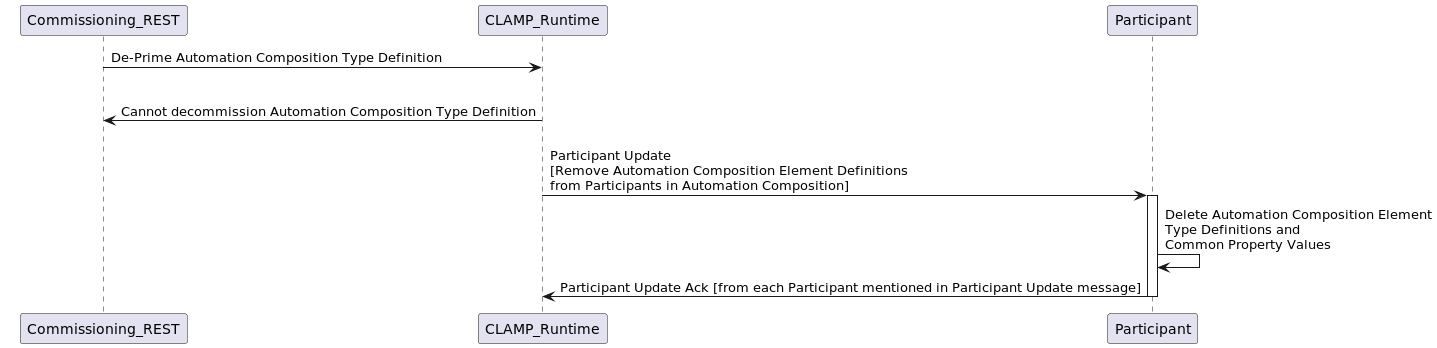 Commissioning_REST
CLAMP_Runtime
Participant
De-Prime Automation Composition Type Definition
Cannot decommission Automation Composition Type Definition
Participant Update
[Remove Automation Composition Element Definitions
from Participants in Automation Composition]
Delete Automation Composition Element
Type Definitions and
Common Property Values
Participant Update Ack [from each Participant mentioned in Participant Update message]
Commissioning_REST
CLAMP_Runtime
Participant